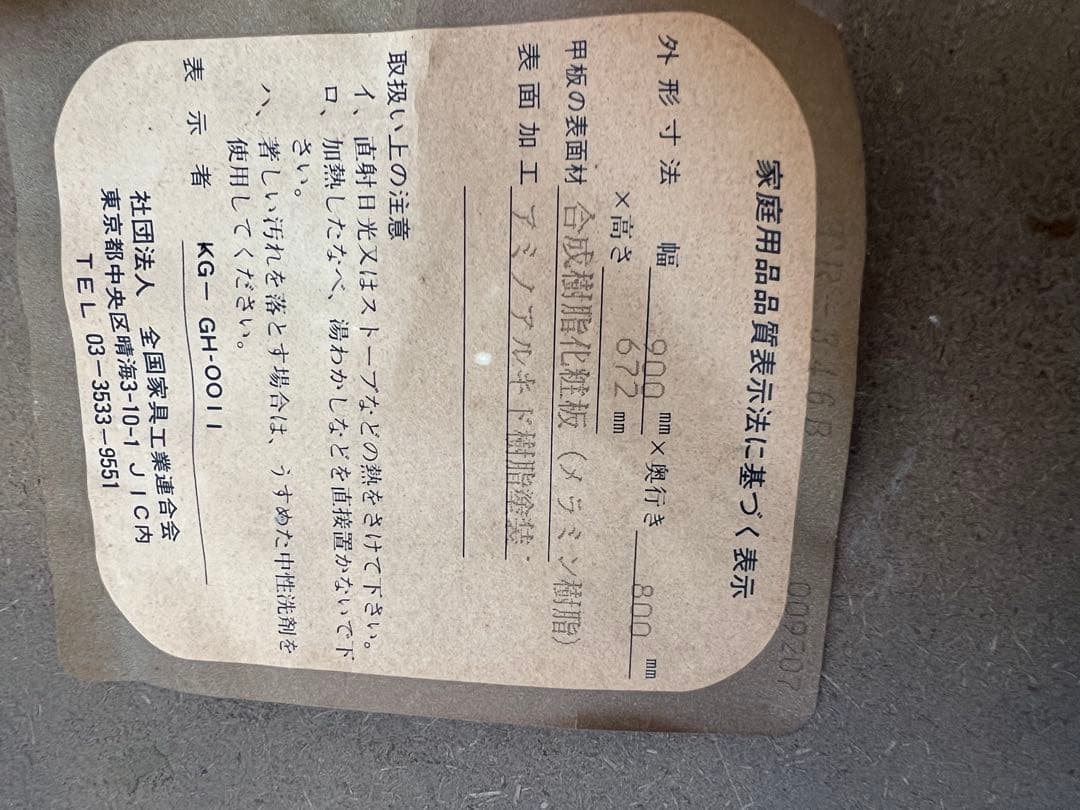 009207
家庭用品品質表示法に基づく表示
外形寸法 幅 900 mm×奥行き 800 mm
×高さ 672 mm
甲板の表面材 合成樹脂化粧板(メラミン樹脂)
表面加工 アミノアルキド樹脂塗装
取扱い上の注意
イ、直射日光又はストーブなどの熱をさけて下さい。
ロ、加熱したなべ、湯わかしなどを直接置かないで下
さい。
ハ、著しい汚れを落とす場合は、うすめた中性洗剤を
使用してください。
表示者 KG- GH-0011
社団法人 全国家具工業連合会
東京都中央区晴海3-10-1 JIC内
TEL 03-3533-9551